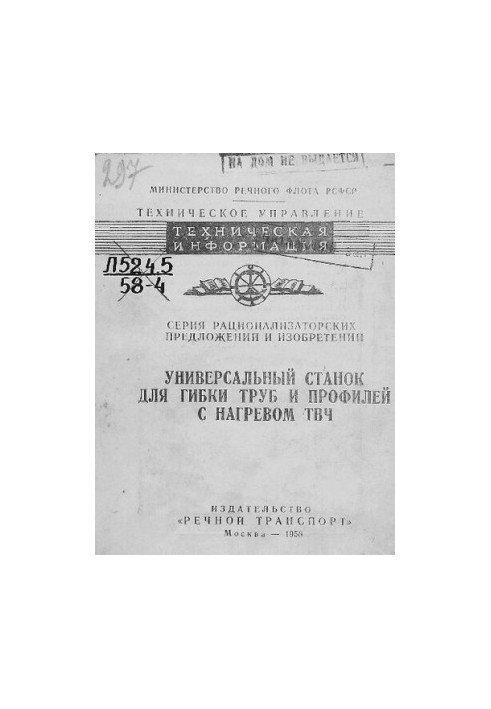 297
НА ДОМ НЕ ВЫДАЕТСЯ
МИНИСТЕРСТВО РЕЧНОГО ФЛОТА РСФСР
ТЕХНИЧЕСКОЕ УПРАВЛЕНИЕ
ТЕХНИЧЕСКАЯ
ИНФОРМАЦИЯ
П524.5
58-4
СЕРИЯ РАЦИОНАЛИЗАТОРСКИХ
ПРЕДЛОЖЕНИЙ И ИЗОБРЕТЕНИЙ
УНИВЕРСАЛЬНЫЙ СТАНОК
ДЛЯ ГИБКИ ТРУБ И ПРОФИЛЕЙ
С НАГРЕВОМ ТВЧ
ИЗДАТЕЛЬСТВО
«РЕЧНОЙ ТРАНСПОРТ»
Москва — 1958